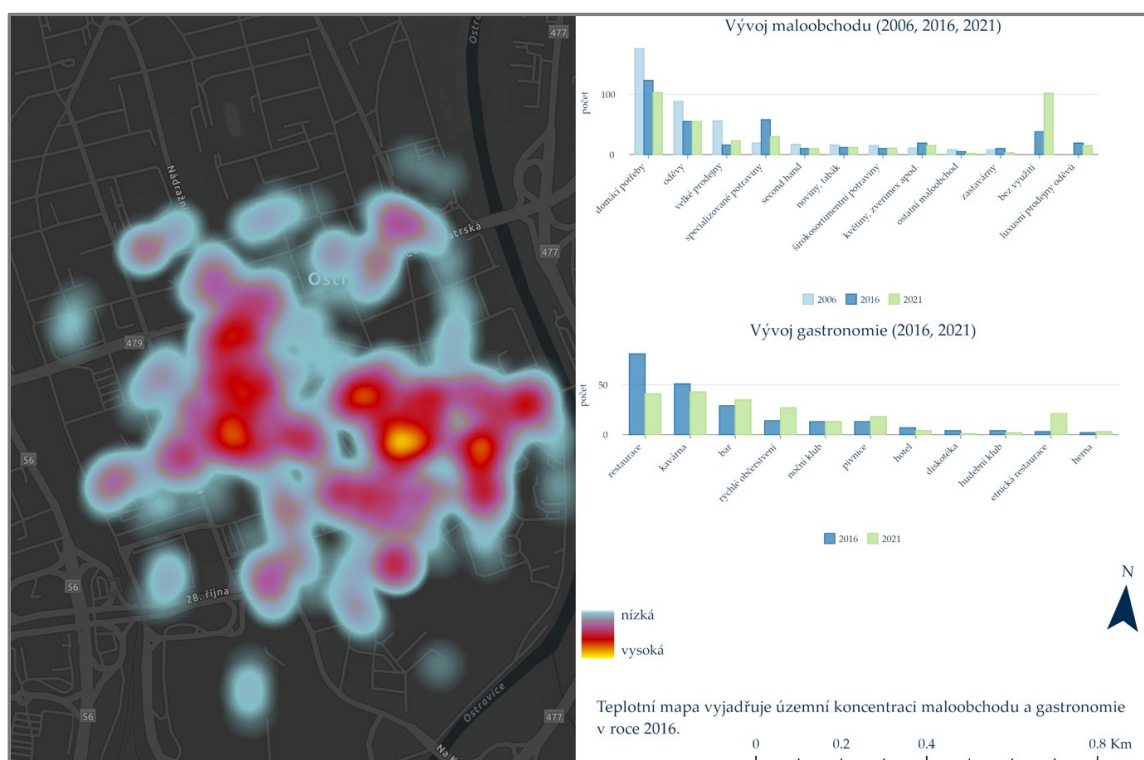 477
Ostr
Nádražní
trská
477
Ostr
479
56
56
28. října
56
Ostravice
477
Na K
Vývoj maloobchodu (2006, 2016, 2021)
počet
100
0
domácí potřeby
oděvy
velké prodejny
specializované potraviny
second hand
noviny, tabák
širokosortimentní potraviny
květiny, zverimex apod.
ostatní maloobchod
zastavárny
bez využití
luxusní prodejny oděvů
2006 2016 2021
Vývoj gastronomie (2016, 2021)
počet
50
0
restaurace
kavárna
bar
rychlé občerstvení
noční klub
pivnice
hotel
diskotéka
hudební klub
etnická restaurace
herna
2016 2021
N
nízká
vysoká
Teplotní mapa vyjadřuje územní koncentraci maloobchodu a gastronomie
v roce 2016.
0 0.2 0.4 0.8 Km